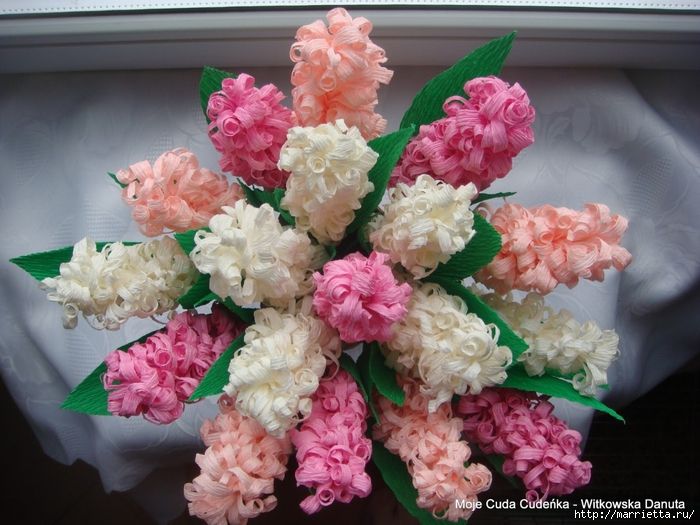 Moje Cuda Cudeńka - Witkowska Danuta
http://marrietta.ru/